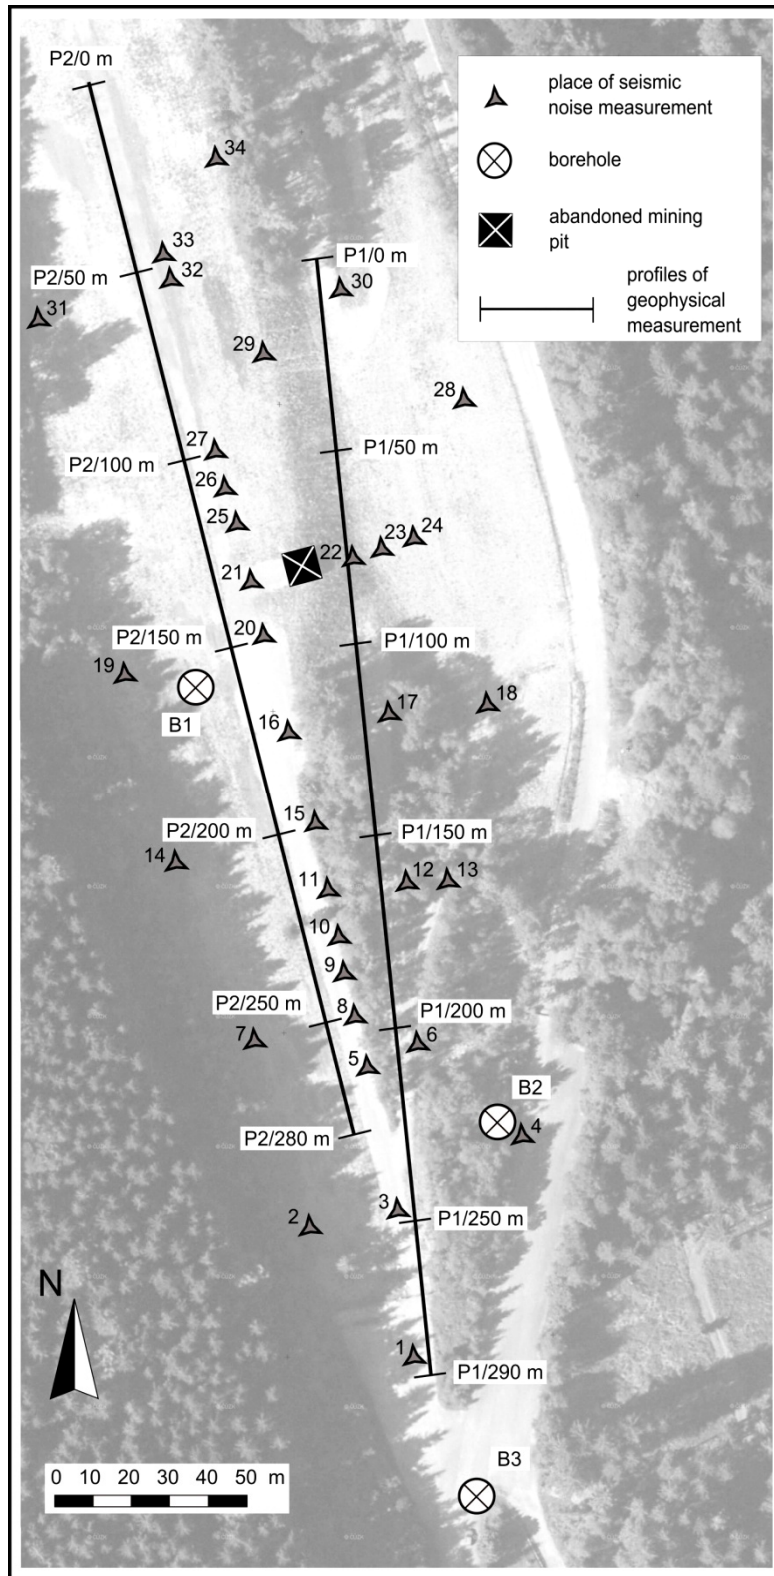 P2/0 m
place of seismic
noise measurement
borehole
abandoned mining
pit
profiles of
geophysical
measurement
34
33
P1/0 m
P2/50 m
32
30
31
29
28
27
P1/50 m
P2/100 m
26
25
24
23
22
21
20
P2/150 m
P1/100 m
19
B1
18
17
16
15
P2/200 m
P1/150 m
14
12
13
11
10
9
P2/250 m
8
P1/200 m
7
6
5
B2
4
P2/280 m
3
2
P1/250 m
N
1
P1/290 m
B3
0 10 20 30 40 50 m